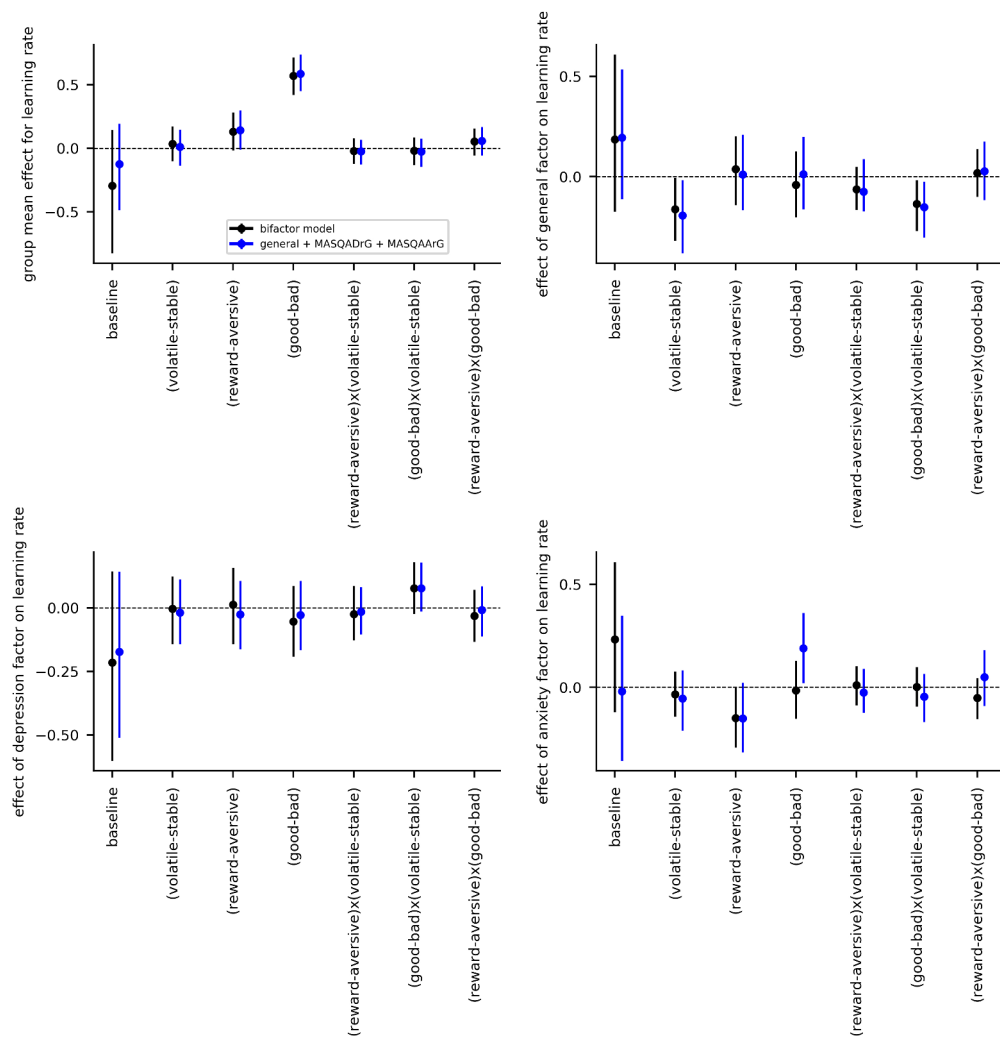 group mean effect for learning rate
0.5
0.0
−0.5
bifactor model
general + MASQADrG + MASQAArG
baseline
(volatile-stable)
(reward-aversive)
(good-bad)
(reward-aversive)x(volatile-stable)
(good-bad)x(volatile-stable)
(reward-aversive)x(good-bad)
effect of general factor on learning rate
0.5
0.0
baseline
(volatile-stable)
(reward-aversive)
(good-bad)
(reward-aversive)x(volatile-stable)
(good-bad)x(volatile-stable)
(reward-aversive)x(good-bad)
effect of depression factor on learning rate
0.00
−0.25
−0.50
baseline
(volatile-stable)
(reward-aversive)
(good-bad)
(reward-aversive)x(volatile-stable)
(good-bad)x(volatile-stable)
(reward-aversive)x(good-bad)
effect of anxiety factor on learning rate
0.5
0.0
baseline
(volatile-stable)
(reward-aversive)
(good-bad)
(reward-aversive)x(volatile-stable)
(good-bad)x(volatile-stable)
(reward-aversive)x(good-bad)